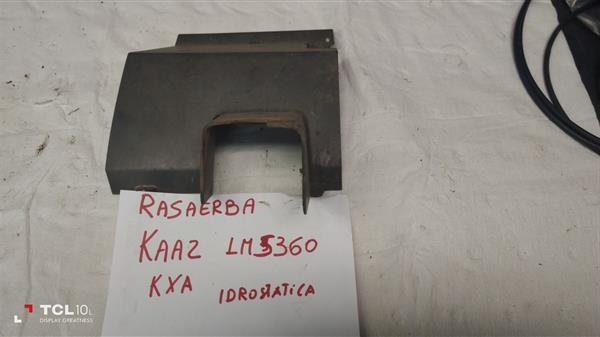 RASAERBA
KAAZ LM5360
KXA IDROSTATICA
TCL 10L
DISPLAY GREATNESS